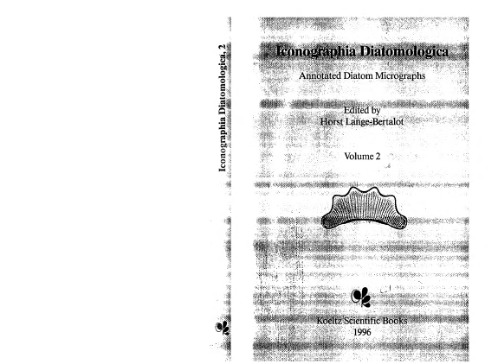 Iconographia Diatomologica, 2
Iconographia Diatomologica
Annotated Diatom Micrographs
Edited by
Horst Lange-Bertalot
Volume 2
Koeltz Scientific Books
1996